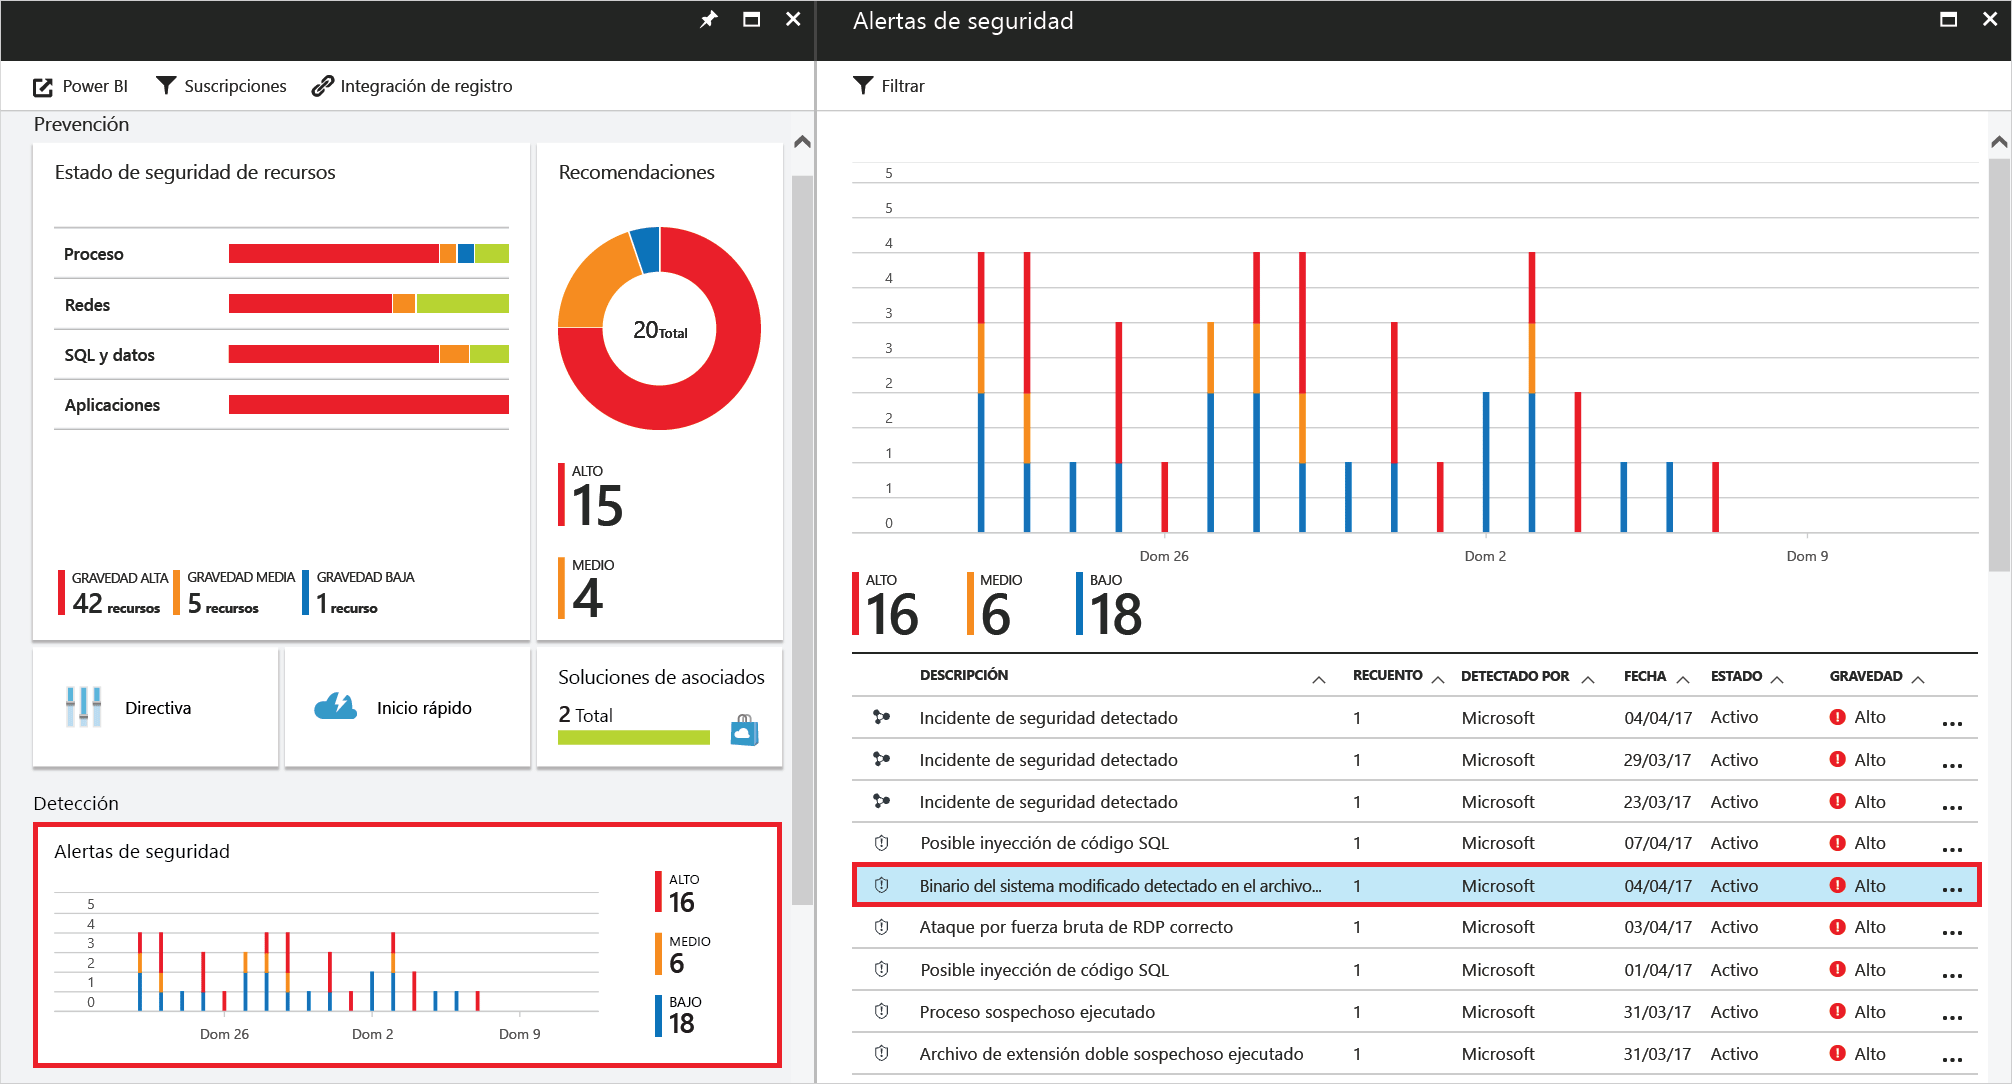 Power BI
Suscripciones
Integración de registro
Prevención
Estado de seguridad de recursos
Proceso
Redes
SQL y datos
Aplicaciones
GRAVEDAD ALTA
42 recursos
GRAVEDAD MEDIA
5 recursos
GRAVEDAD BAJA
1 recurso
Recomendaciones
20Total
ALTO
15
MEDIO
4
Directiva
Inicio rápido
Soluciones de asociados
2 Total
Detección
Alertas de seguridad
5
4
3
2
1
0
Dom 26
Dom 2
Dom 9
ALTO
16
MEDIO
6
BAJO
18
Alertas de seguridad
Filtrar
5
5
4
4
3
3
2
2
1
1
0
Dom 26
Dom 2
Dom 9
ALTO
16
MEDIO
6
BAJO
18
DESCRIPCIÓN RECUENTO DETECTADO POR FECHA ESTADO GRAVEDAD
Incidente de seguridad detectado 1 Microsoft 04/04/17 Activo Alto ...
Incidente de seguridad detectado 1 Microsoft 29/03/17 Activo Alto ...
Incidente de seguridad detectado 1 Microsoft 23/03/17 Activo Alto ...
Posible inyección de código SQL 1 Microsoft 07/04/17 Activo Alto ...
Binario del sistema modificado detectado en el archivo... 1 Microsoft 04/04/17 Activo Alto ...
Ataque por fuerza bruta de RDP correcto 1 Microsoft 03/04/17 Activo Alto ...
Posible inyección de código SQL 1 Microsoft 01/04/17 Activo Alto ...
Proceso sospechoso ejecutado 1 Microsoft 31/03/17 Activo Alto ...
Archivo de extensión doble sospechoso ejecutado 1 Microsoft 31/03/17 Activo Alto ...